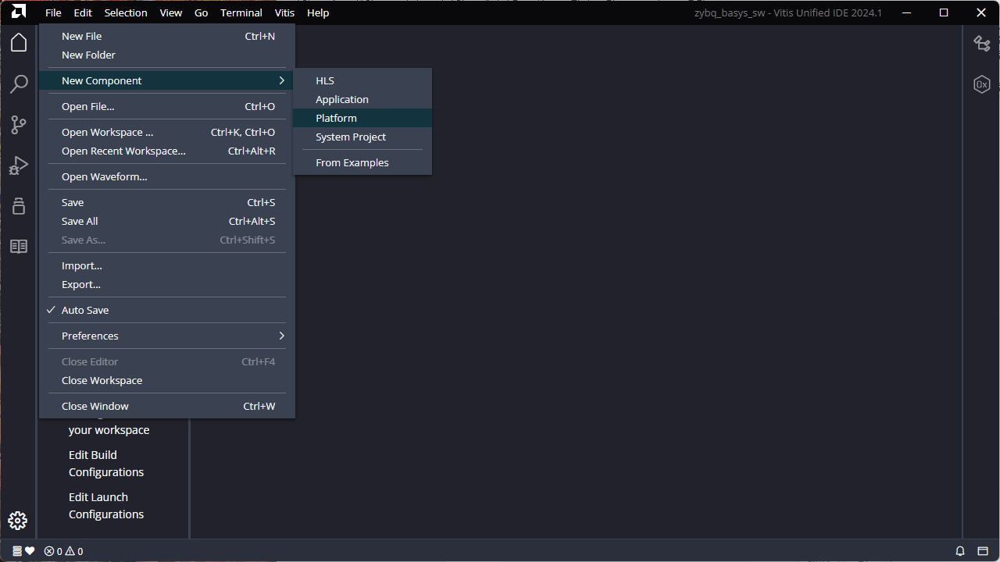 File Edit Selection View Go Terminal Vitis Help zybq_basys_sw - Vitis Unified IDE 2024.1
New File Ctrl+N
New Folder
New Component
Open File... Ctrl+O
Open Workspace ... Ctrl+K, Ctrl+O
Open Recent Workspace... Ctrl+Alt+R
Open Waveform...
Save Ctrl+S
Save All Ctrl+Alt+S
Save As... Ctrl+Shift+S
Import...
Export...
Auto Save
Preferences
Close Editor Ctrl+F4
Close Workspace
Close Window Ctrl+W
HLS
Application
Platform
System Project
From Examples
0x
your workspace
Edit Build
Configurations
Edit Launch
Configurations
0 0